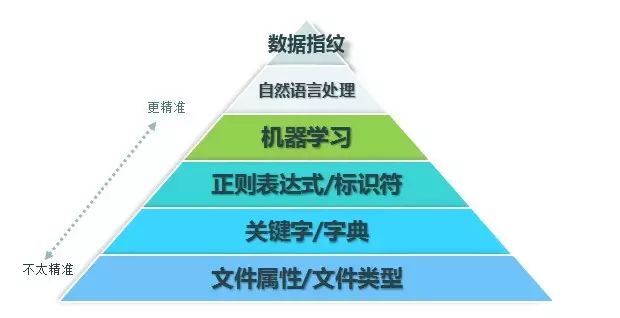 数据指纹
自然语言处理
更精准
机器学习
正则表达式/标识符
关键字/字典
不太精准
文件属性/文件类型